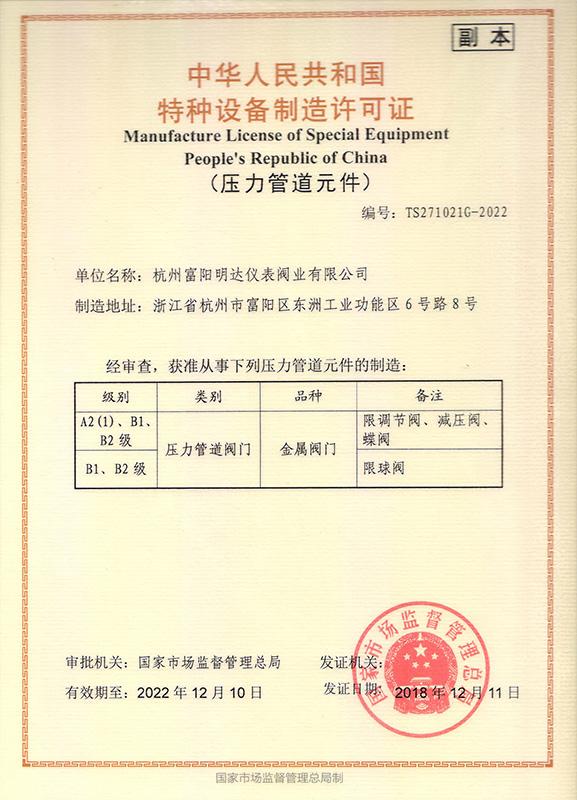 副 本
中华人民共和国
特种设备制造许可证
Manufacture License of Special Equipment
People's Republic of China
(压力管道元件)
编号: TS271021G-2022
单位名称: 杭州富阳明达仪表阀业有限公司
制造地址: 浙江省杭州市富阳区东洲工业功能区6号路8号
经审查, 获准从事下列压力管道元件的制造:
级别 类别 品种 备注
A2(1)、B1、
B2级
压力管道阀门
金属阀门
限调节阀、减压阀、
蝶阀
B1、B2级
限球阀
国家市场监督管理总局
审批机关: 国家市场监督管理总局
发证机关:
有效期至: 2022年12月10日
发证日期: 2018年12月11日
国家市场监督管理总局制